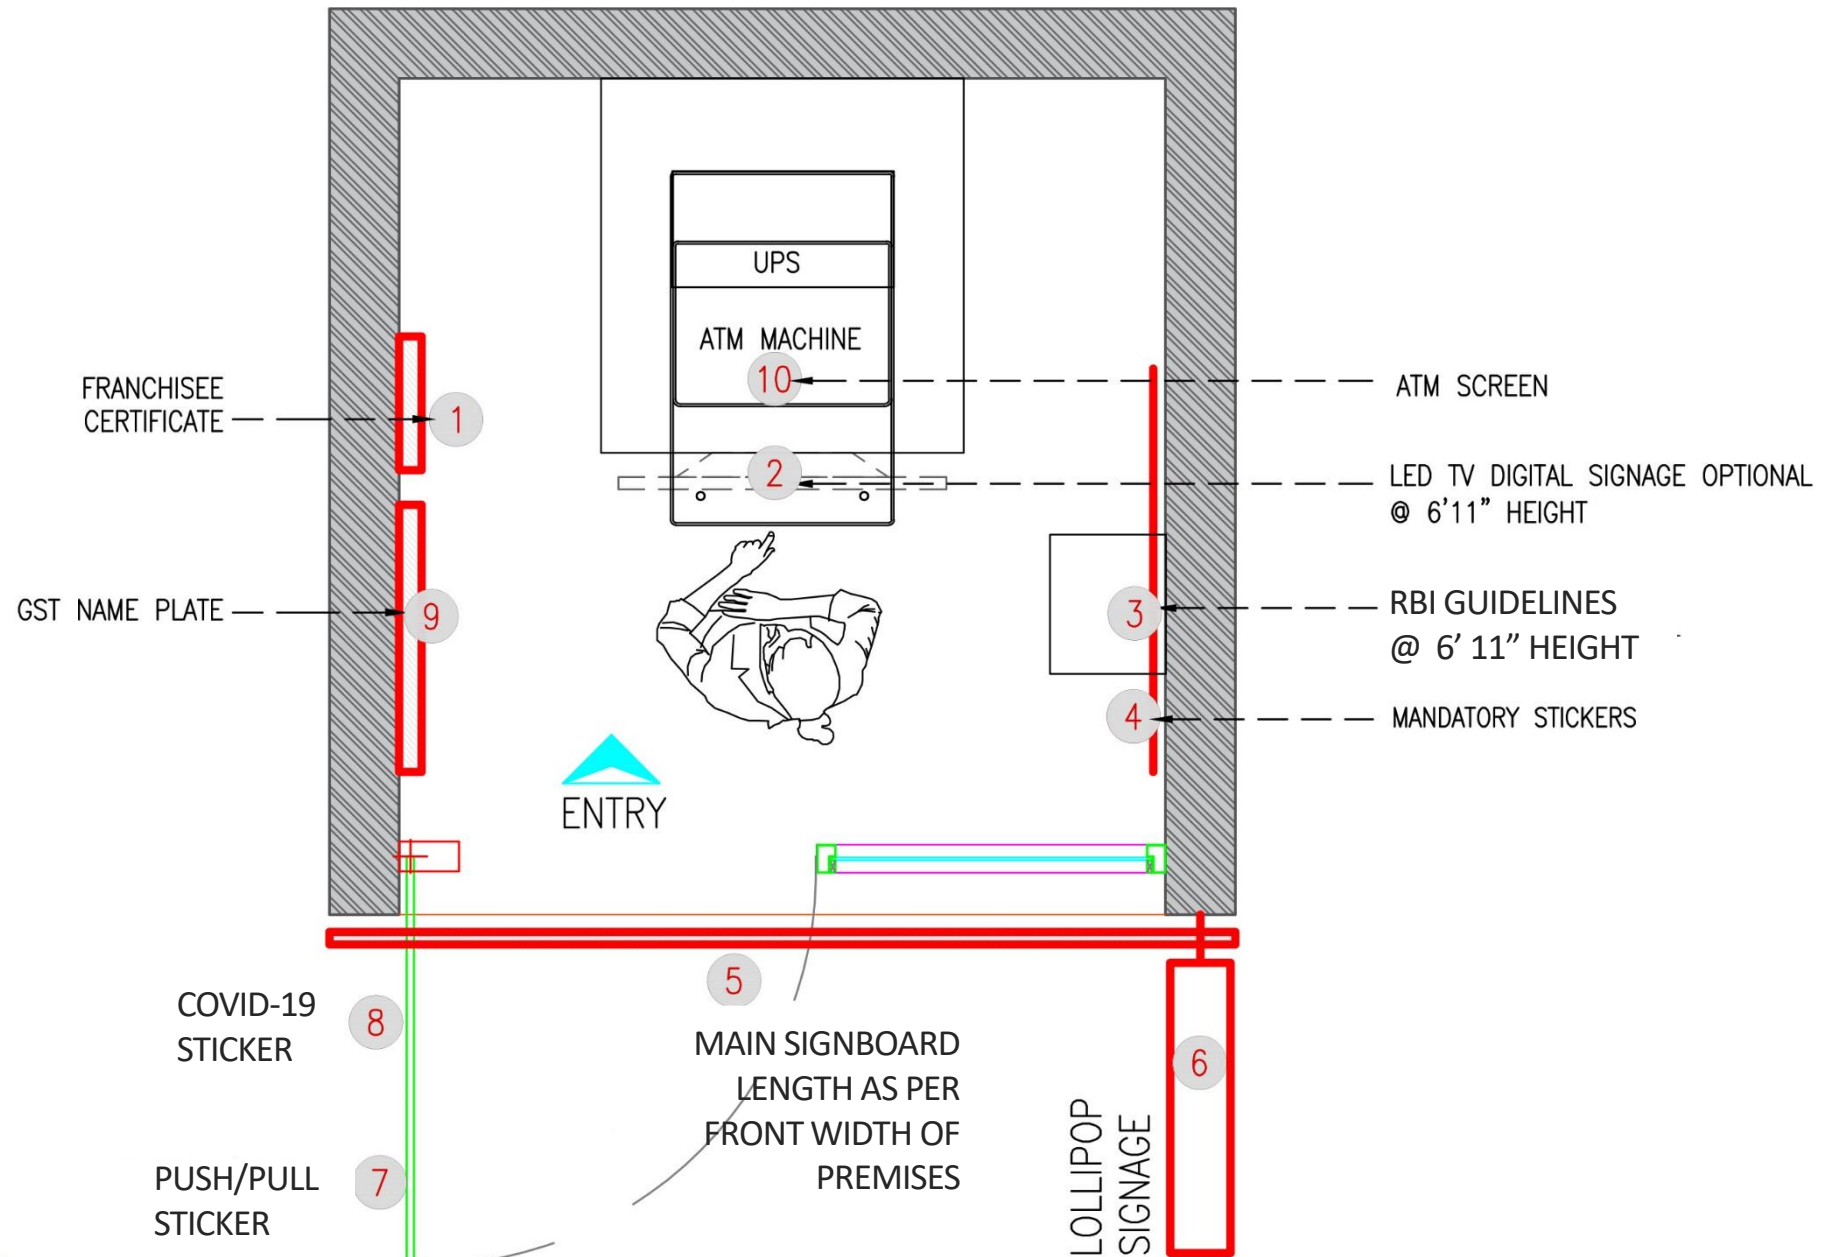 UPS
ATM MACHINE
10
ATM SCREEN
FRANCHISEE
CERTIFICATE
1
2
LED TV DIGITAL SIGNAGE OPTIONAL
@ 6'11" HEIGHT
GST NAME PLATE
9
3
RBI GUIDELINES
@ 6' 11” HEIGHT
4
MANDATORY STICKERS
ENTRY
5
COVID-19
STICKER
8
MAIN SIGNBOARD
LENGTH AS PER
FRONT WIDTH OF
PREMISES
6
LOLLIPOP
SIGNAGE
PUSH/PULL
STICKER
7